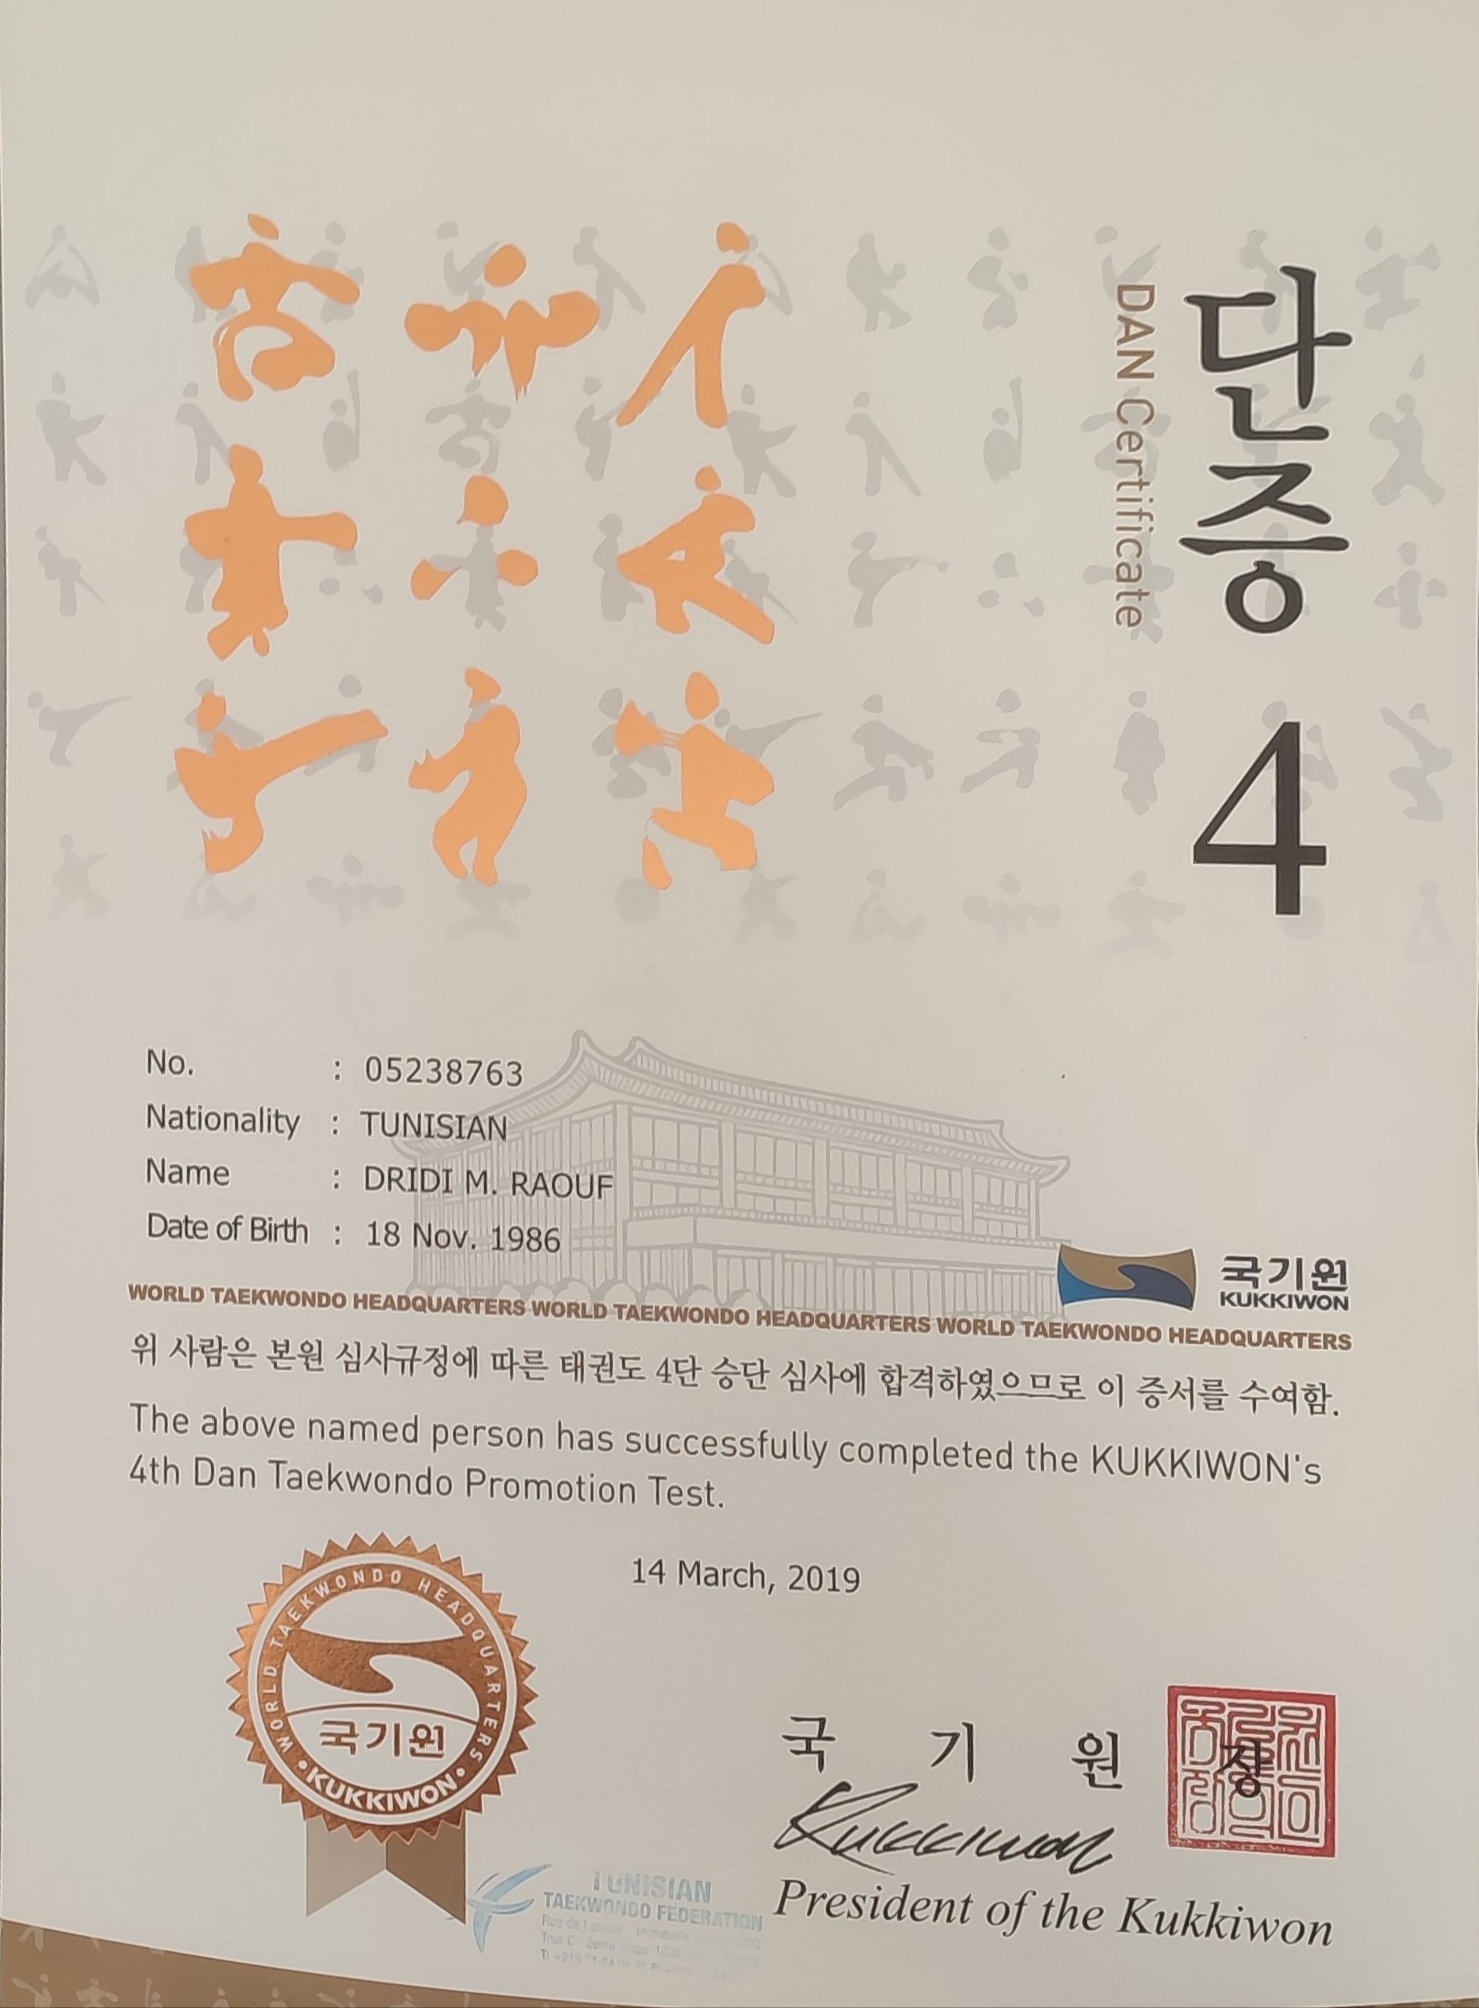 단증 4
DAN Certificate
No. : 05238763
Nationality : TUNISIAN
Name : DRIDI M. RAOUF
Date of Birth : 18 Nov. 1986
국기원
KUKKIWON
WORLD TAEKWONDO HEADQUARTERS WORLD TAEKWONDO HEADQUARTERS WORLD TAEKWONDO HEADQUARTERS
위 사람은 본원 심사규정에 따른 태권도 4단 승단 심사에 합격하였으므로 이 증서를 수여함.
The above named person has successfully completed the KUKKIWON's
4th Dan Taekwondo Promotion Test.
14 March, 2019
WORLD TAEKWONDO HEADQUARTERS
국기원
• KUKKIWON •
국 기 원 장
Kukkiwon
President of the Kukkiwon
TUNISIAN
TAEKWONDO FEDERATION
Rue de
Tour C